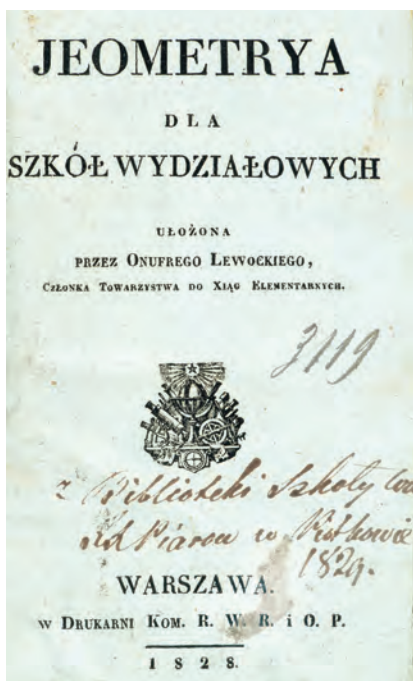 JEOMETRYA
DLA
SZKÓŁ WYDZIAŁOWYCH
UŁOŻONA
PRZEZ ONUFREGO LEWOCKIEGO,
CZŁONKA TOWARZYSTWA DO XIĄG ELEMENTARNYCH.
3119
z Biblioteki Szkoły
Piarów w
1829.
WARSZAWA.
W DRUKARNI KOM. R. W. R. i O. P.
1828.